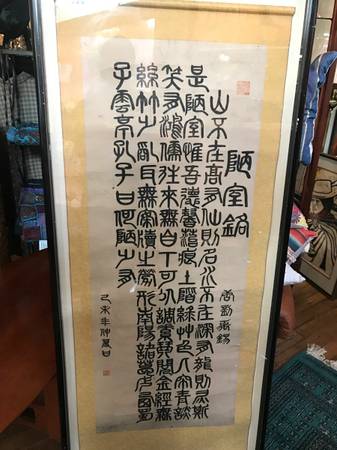 陋室銘
唐劉禹錫
山不在高有仙則名水不在深有龍則靈斯
是陋室惟吾德馨苔痕上階綠艸色入簾青談
笑有鴻儒往來無白丁可以調素琴閱金經無
絲竹之亂耳無案牘之勞形南陽諸葛廬西蜀
子雲亭孔子曰何陋之有
己未年仲夏日